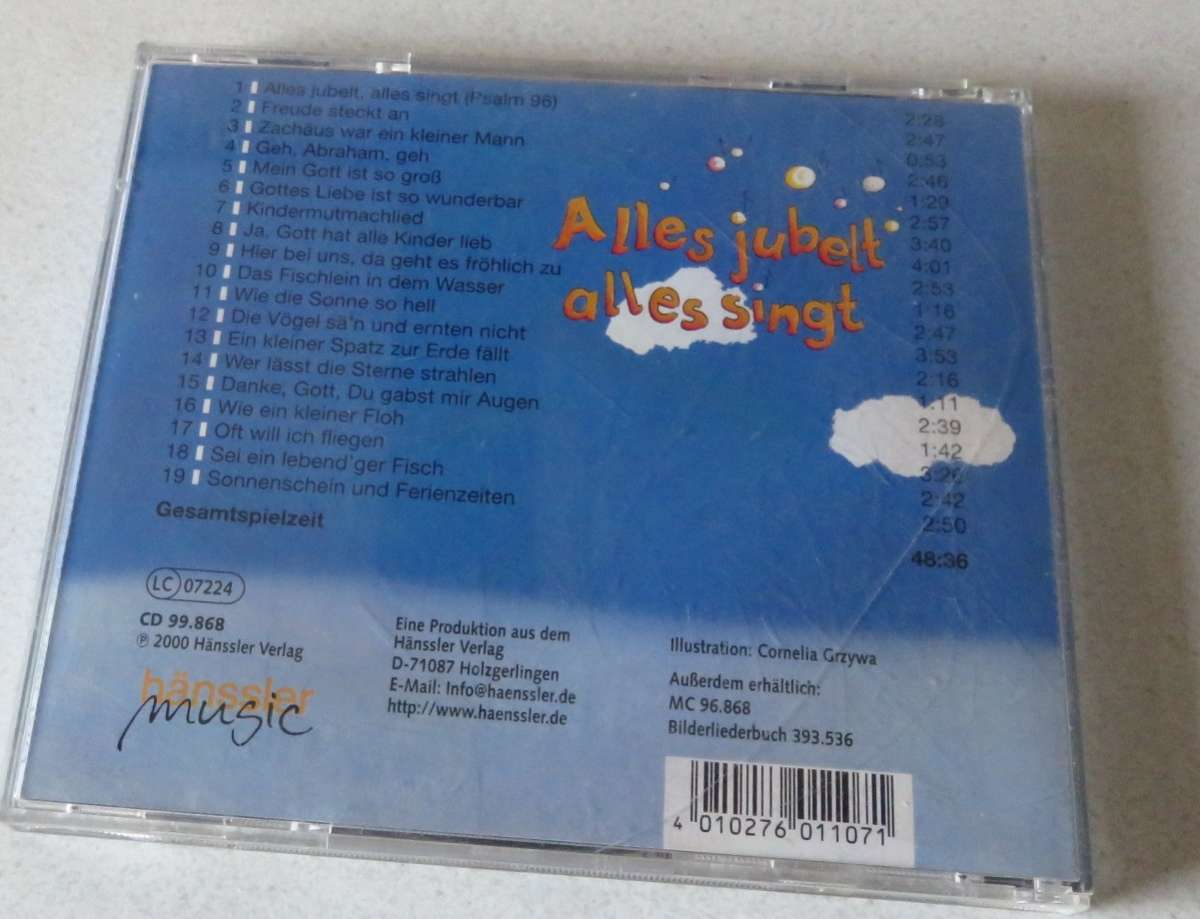 1 Alles jubelt, alles singt (Psalm 96) 2:28
2 Freude steckt an 2:47
3 Zachäus war ein kleiner Mann 0:53
4 Geh, Abraham, geh 2:46
5 Mein Gott ist so groß 1:29
6 Gottes Liebe ist so wunderbar 2:57
7 Kindermutmachlied 3:40
8 Ja, Gott hat alle Kinder lieb 4:01
9 Hier bei uns, da geht es fröhlich zu 2:53
10 Das Fischlein in dem Wasser 1:16
11 Wie die Sonne so hell 2:47
12 Die Vögel sä'n und ernten nicht 3:53
13 Ein kleiner Spatz zur Erde fällt 2:16
14 Wer lässt die Sterne strahlen 1:11
15 Danke, Gott, Du gabst mir Augen 2:39
16 Wie ein kleiner Floh 1:42
17 Oft will ich fliegen 3:26
18 Sei ein lebend'ger Fisch 2:42
19 Sonnenschein und Ferienzeiten 2:50
Gesamtspielzeit 48:36
Alles jubelt
alles singt
LC 07224
CD 99.868
℗ 2000 Hänssler Verlag
hänssler
music
Eine Produktion aus dem
Hänssler Verlag
D-71087 Holzgerlingen
E-Mail: Info@haenssler.de
http://www.haenssler.de
Illustration: Cornelia Grzywa
Außerdem erhältlich:
MC 96.868
Bilderliederbuch 393.536
4 010276 011071